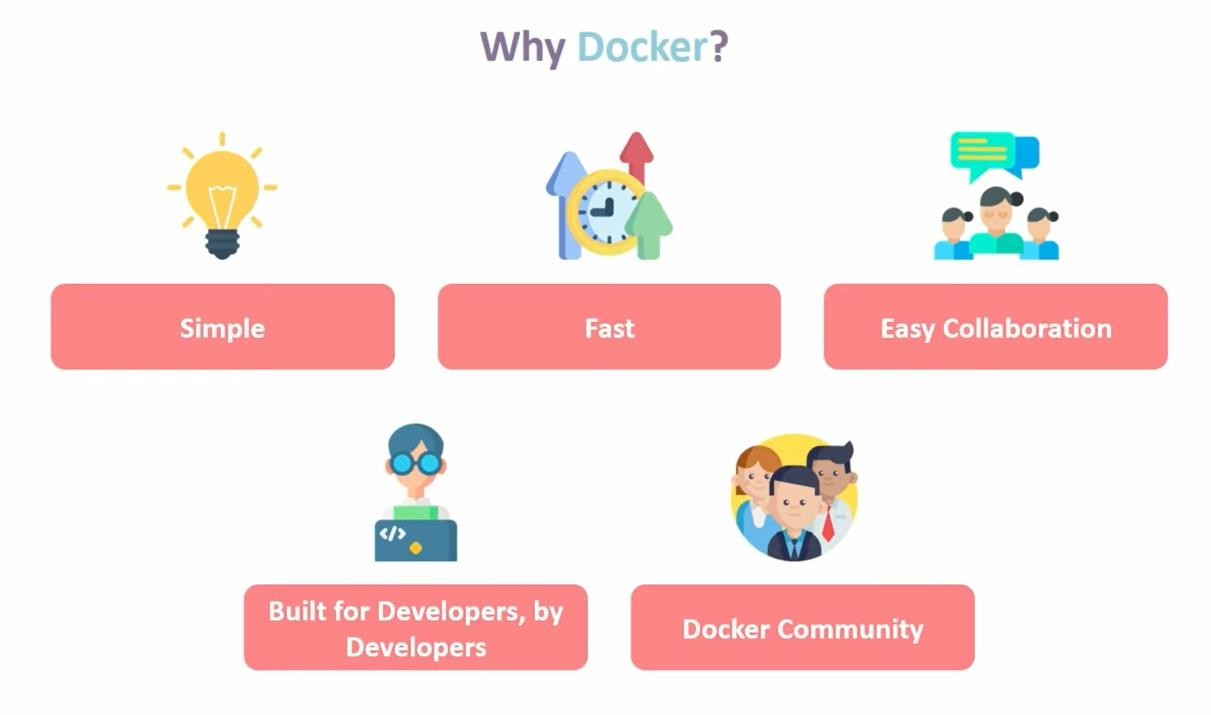 Why Docker?
Simple
Fast
Easy Collaboration
</>
Built for Developers, by
Developers
Docker Community